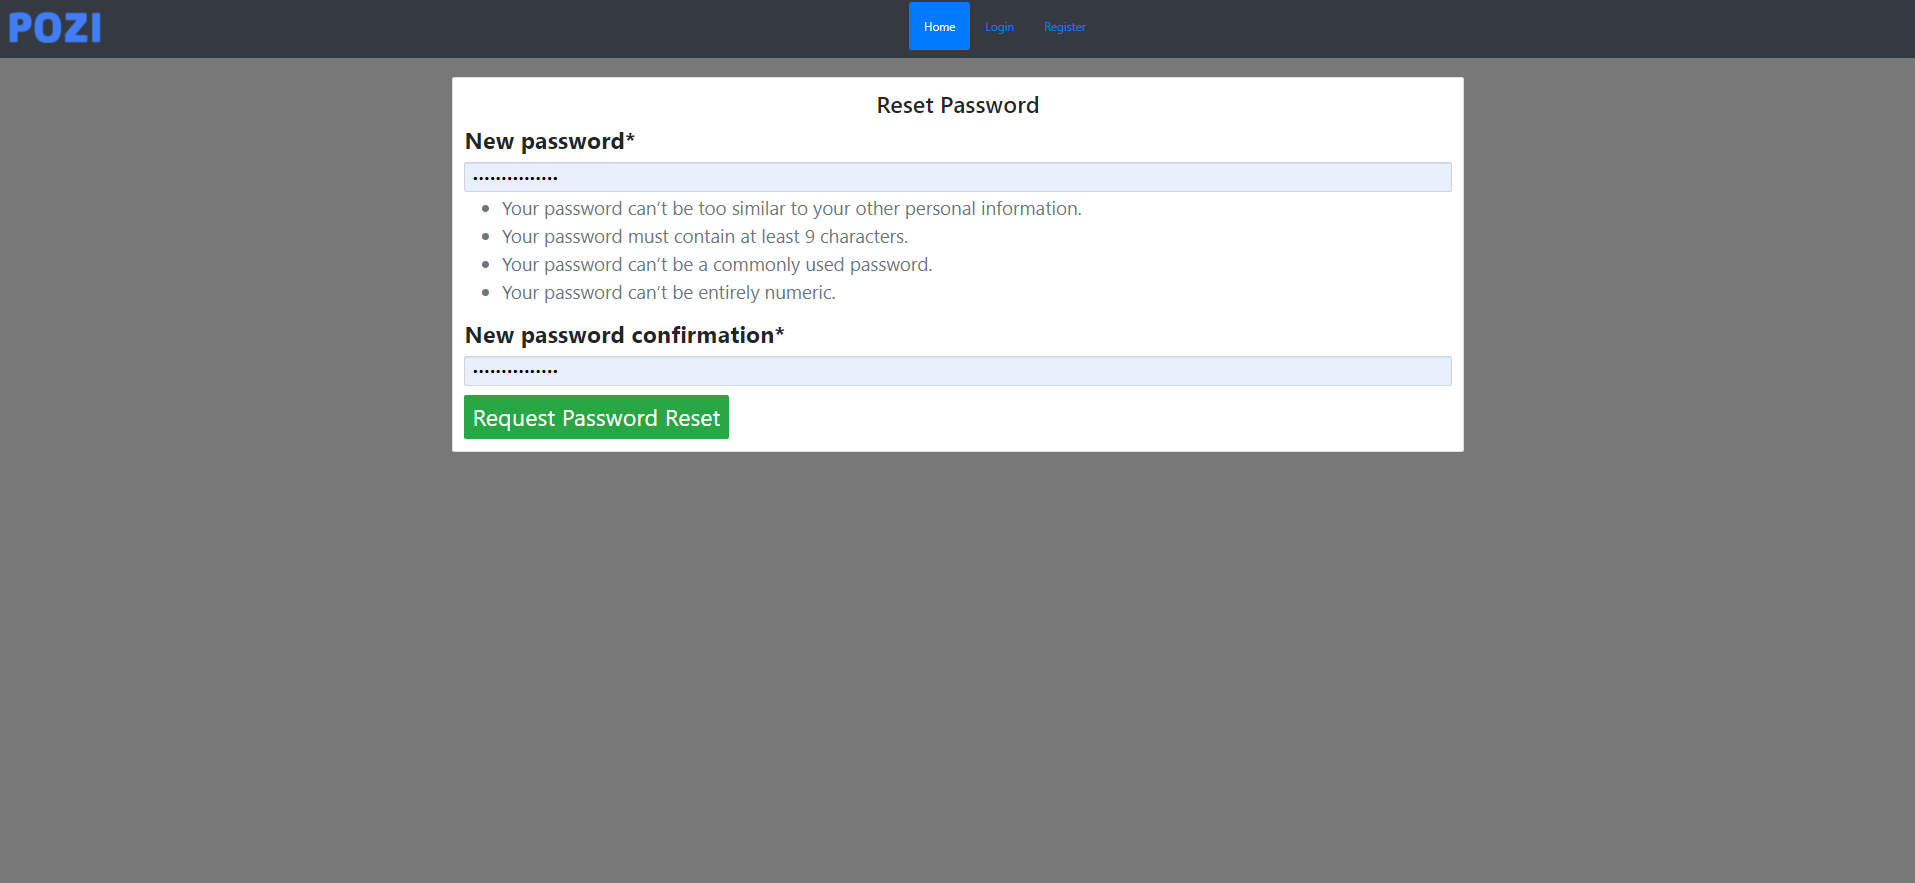 POZI
Home Login Register
Reset Password
New password*
•••••••••••••••
• Your password can’t be too similar to your other personal information.
• Your password must contain at least 9 characters.
• Your password can’t be a commonly used password.
• Your password can’t be entirely numeric.
New password confirmation*
•••••••••••••••
Request Password Reset